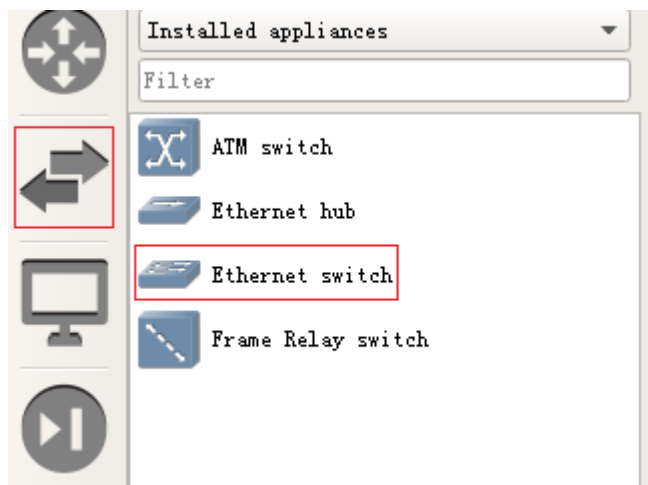 Installed appliances
Filter
ATM switch
Ethernet hub
Ethernet switch
Frame Relay switch